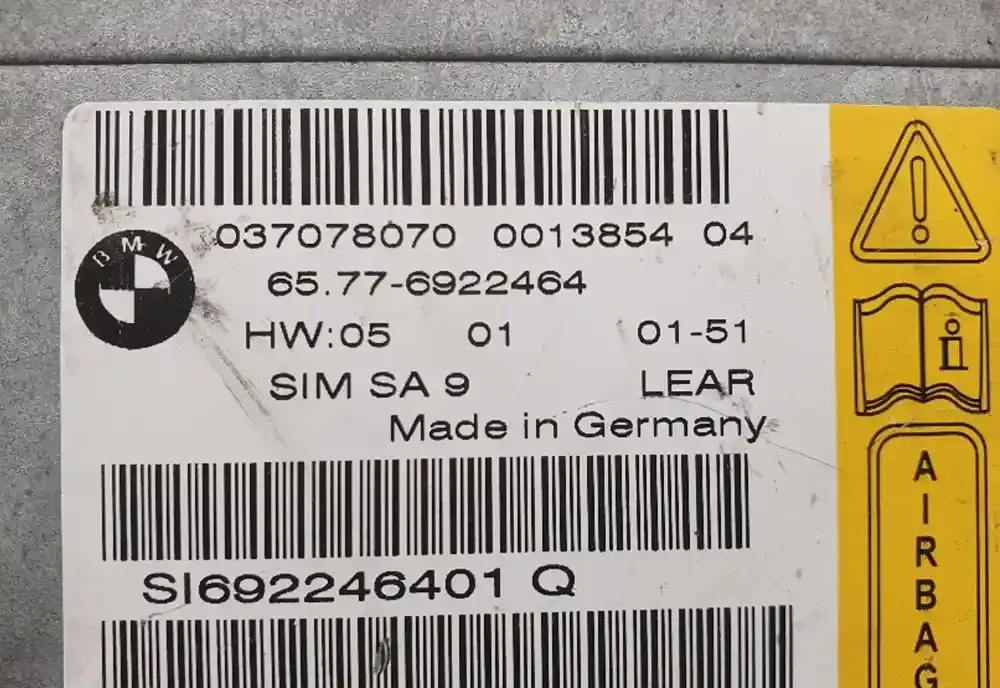 037078070 0013854 04
BMW
65.77-6922464
HW:05 01 01-51
SIM SA 9 LEAR
Made in Germany
SI692246401 Q
i
AIRBAG